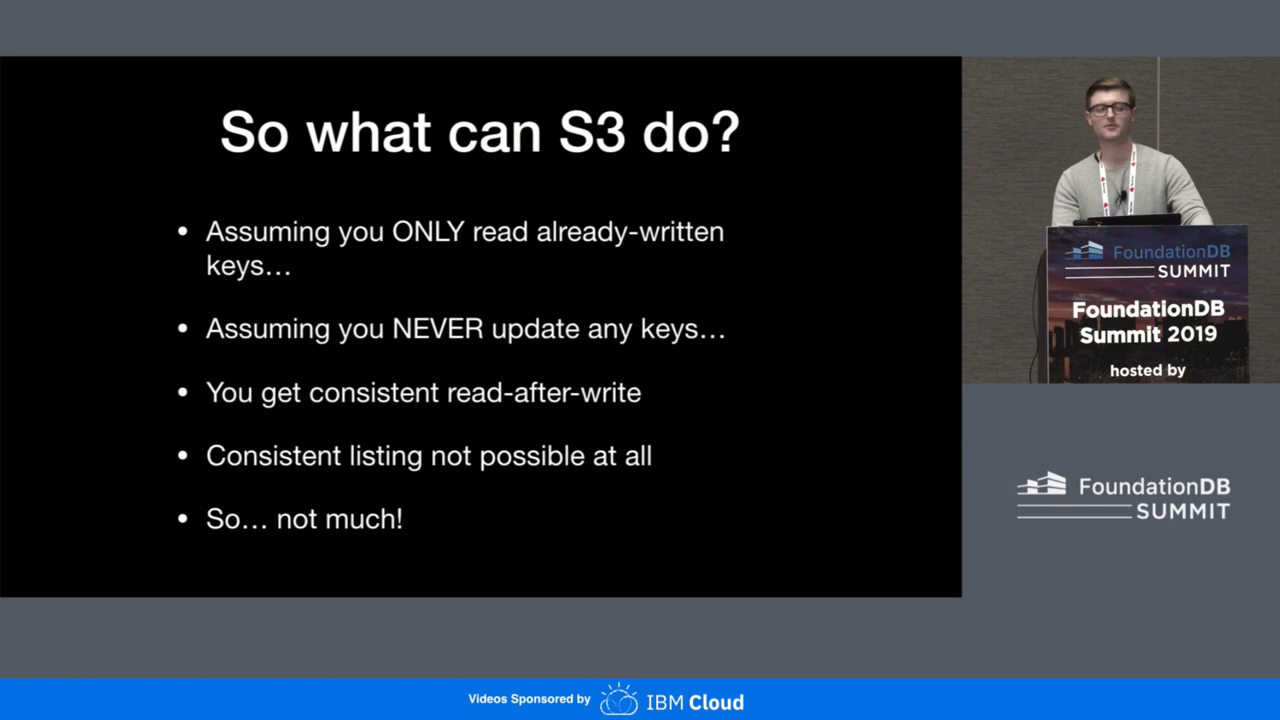 So what can S3 do?
• Assuming you ONLY read already-written
keys…
• Assuming you NEVER update any keys…
• You get consistent read-after-write
• Consistent listing not possible at all
• So… not much!
FoundationDB
SUMMIT
FoundationDB
Summit 2019
hosted by
FoundationDB
SUMMIT
Videos Sponsored by IBM Cloud